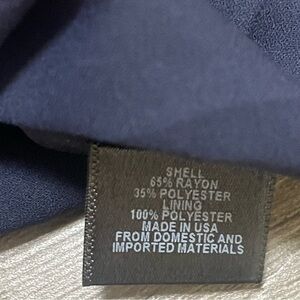 SHELL
65% RAYON
35% POLYESTER
LINING
100% POLYESTER
MADE IN USA
FROM DOMESTIC AND
IMPORTED MATERIALS